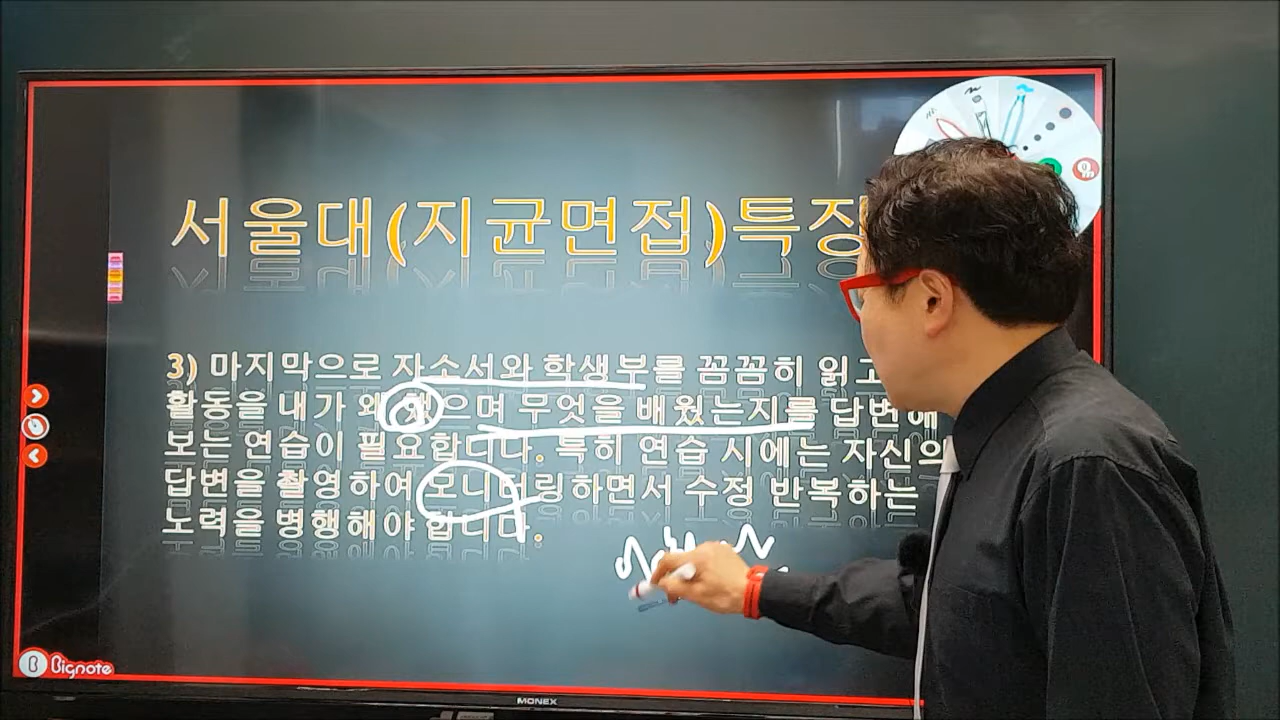 서울대(지균면접)특징
3) 마지막으로 자소서와 학생부를 꼼꼼히 읽고
활동을 내가 왜 했으며 무엇을 배웠는지를 답변해
보는 연습이 필요합니다. 특히 연습 시에는 자신의
답변을 촬영하여 모니터링하면서 수정 반복하는
노력을 병행해야 합니다.
Bignote
MONEX